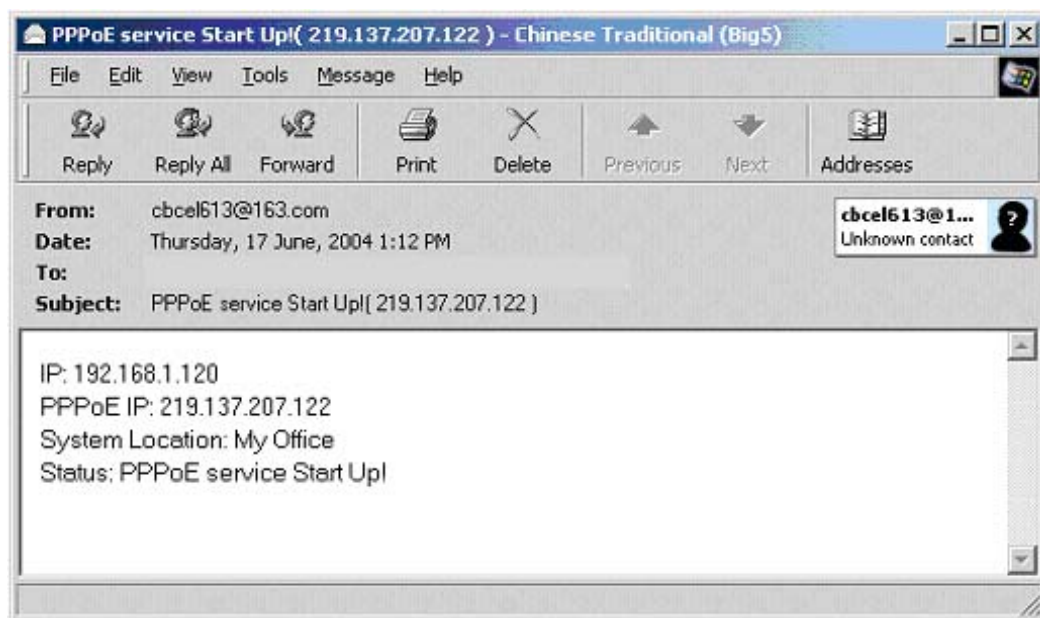 PPPoE service Start Up!( 219.137.207.122 ) - Chinese Traditional (Big5)
File Edit View Tools Message Help
Reply Reply All Forward Print Delete Previous Next Addresses
From: cbcel613@163.com
cbcel613@1...
Date: Thursday, 17 June, 2004 1:12 PM
Unknown contact
To:
Subject: PPPoE service Start Up!( 219.137.207.122 )
IP: 192.168.1.120
PPPoE IP: 219.137.207.122
System Location: My Office
Status: PPPoE service Start Up!